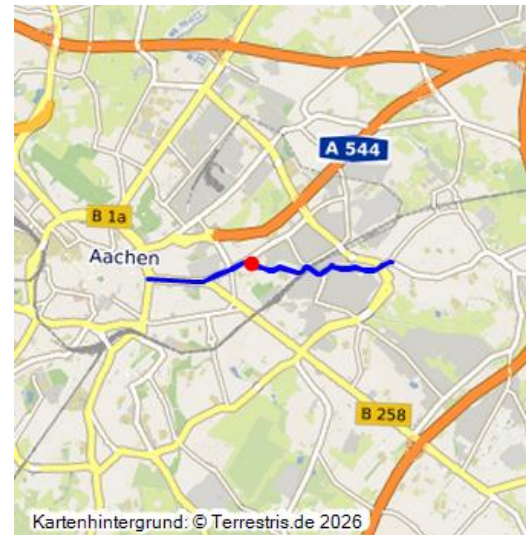 A 544
B 1a
Aachen
B 258
Kartenhintergrund: © Terrestris.de 2026